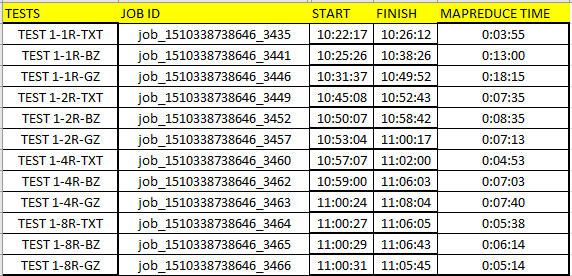 TESTS JOB ID START FINISH MAPREDUCE TIME
TEST 1-1R-TXT job_1510338738646_3435 10:22:17 10:26:12 0:03:55
TEST 1-1R-BZ job_1510338738646_3441 10:25:26 10:38:26 0:13:00
TEST 1-1R-GZ job_1510338738646_3446 10:31:37 10:49:52 0:18:15
TEST 1-2R-TXT job_1510338738646_3449 10:45:08 10:52:43 0:07:35
TEST 1-2R-BZ job_1510338738646_3452 10:50:07 10:58:42 0:08:35
TEST 1-2R-GZ job_1510338738646_3457 10:53:04 11:00:17 0:07:13
TEST 1-4R-TXT job_1510338738646_3460 10:57:07 11:02:00 0:04:53
TEST 1-4R-BZ job_1510338738646_3462 10:59:00 11:06:03 0:07:03
TEST 1-4R-GZ job_1510338738646_3463 11:00:24 11:08:04 0:07:40
TEST 1-8R-TXT job_1510338738646_3464 11:00:27 11:06:05 0:05:38
TEST 1-8R-BZ job_1510338738646_3465 11:00:29 11:06:43 0:06:14
TEST 1-8R-GZ job_1510338738646_3466 11:00:31 11:05:45 0:05:14